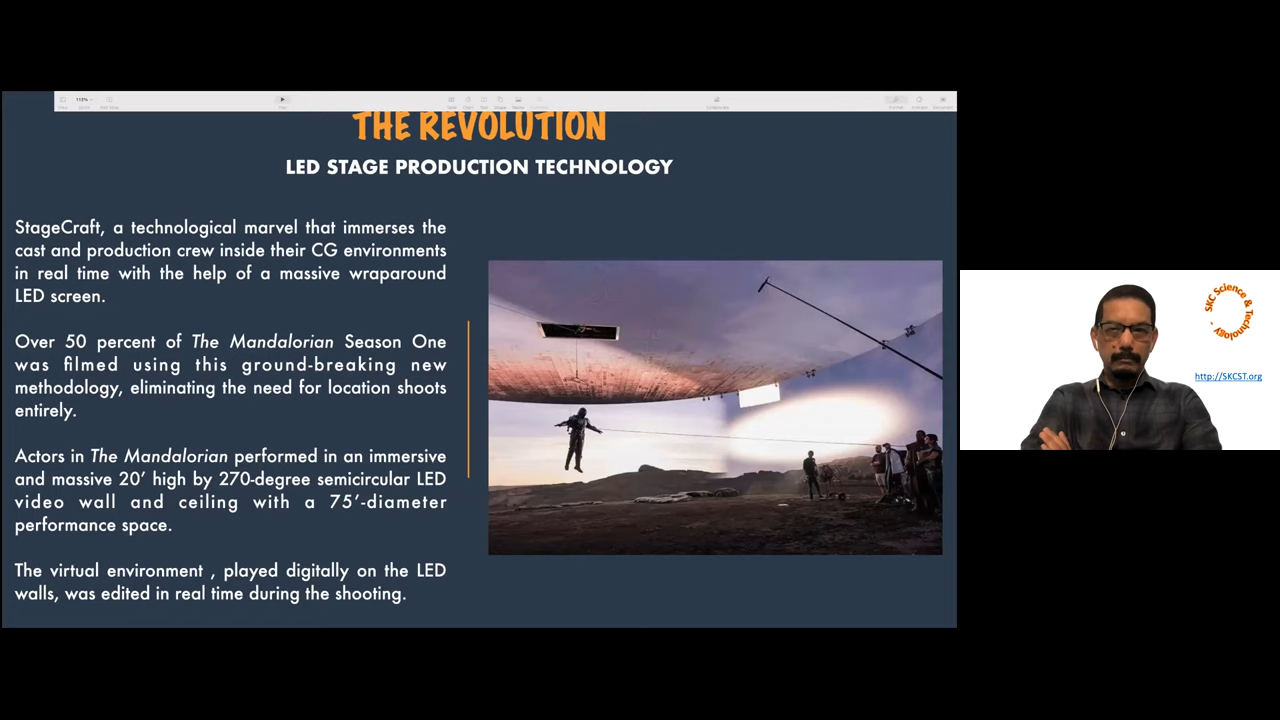 113%
THE REVOLUTION
LED STAGE PRODUCTION TECHNOLOGY
StageCraft, a technological marvel that immerses the
cast and production crew inside their CG environments
in real time with the help of a massive wraparound
LED screen.
Over 50 percent of The Mandalorian Season One
was filmed using this ground-breaking new
methodology, eliminating the need for location shoots
entirely.
Actors in The Mandalorian performed in an immersive
and massive 20’ high by 270-degree semicircular LED
video wall and ceiling with a 75’-diameter
performance space.
The virtual environment , played digitally on the LED
walls, was edited in real time during the shooting.
SKC Science & Technology -
http://SKCST.org